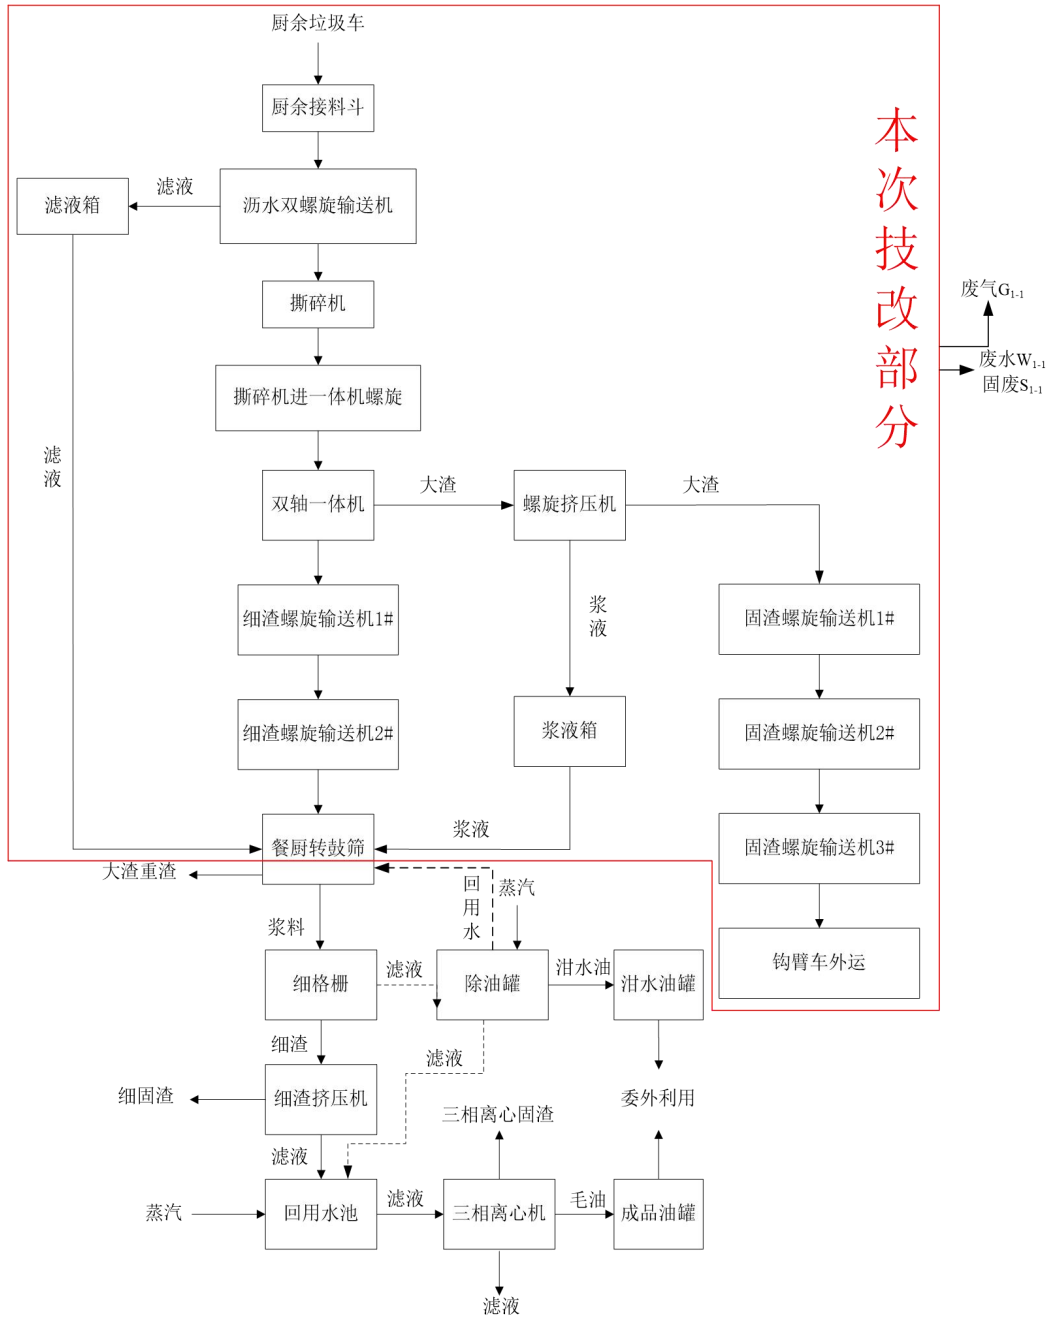 厨余垃圾车
厨余接料斗
滤液
滤液箱
沥水双螺旋输送机
撕碎机
撕碎机进一体机螺旋
滤液
双轴一体机
大渣
螺旋挤压机
大渣
细渣螺旋输送机1#
浆液
固渣螺旋输送机1#
细渣螺旋输送机2#
浆液箱
固渣螺旋输送机2#
浆液
餐厨转鼓筛
固渣螺旋输送机3#
大渣重渣
回用水
蒸汽
浆料
钩臂车外运
细格栅
滤液
除油罐
泔水油
泔水油罐
细渣
滤液
细固渣
细渣挤压机
三相离心固渣
委外利用
滤液
蒸汽
回用水池
滤液
三相离心机
毛油
成品油罐
滤液
本次技改部分
废气G1-1
废水W1-1
固废S1-1